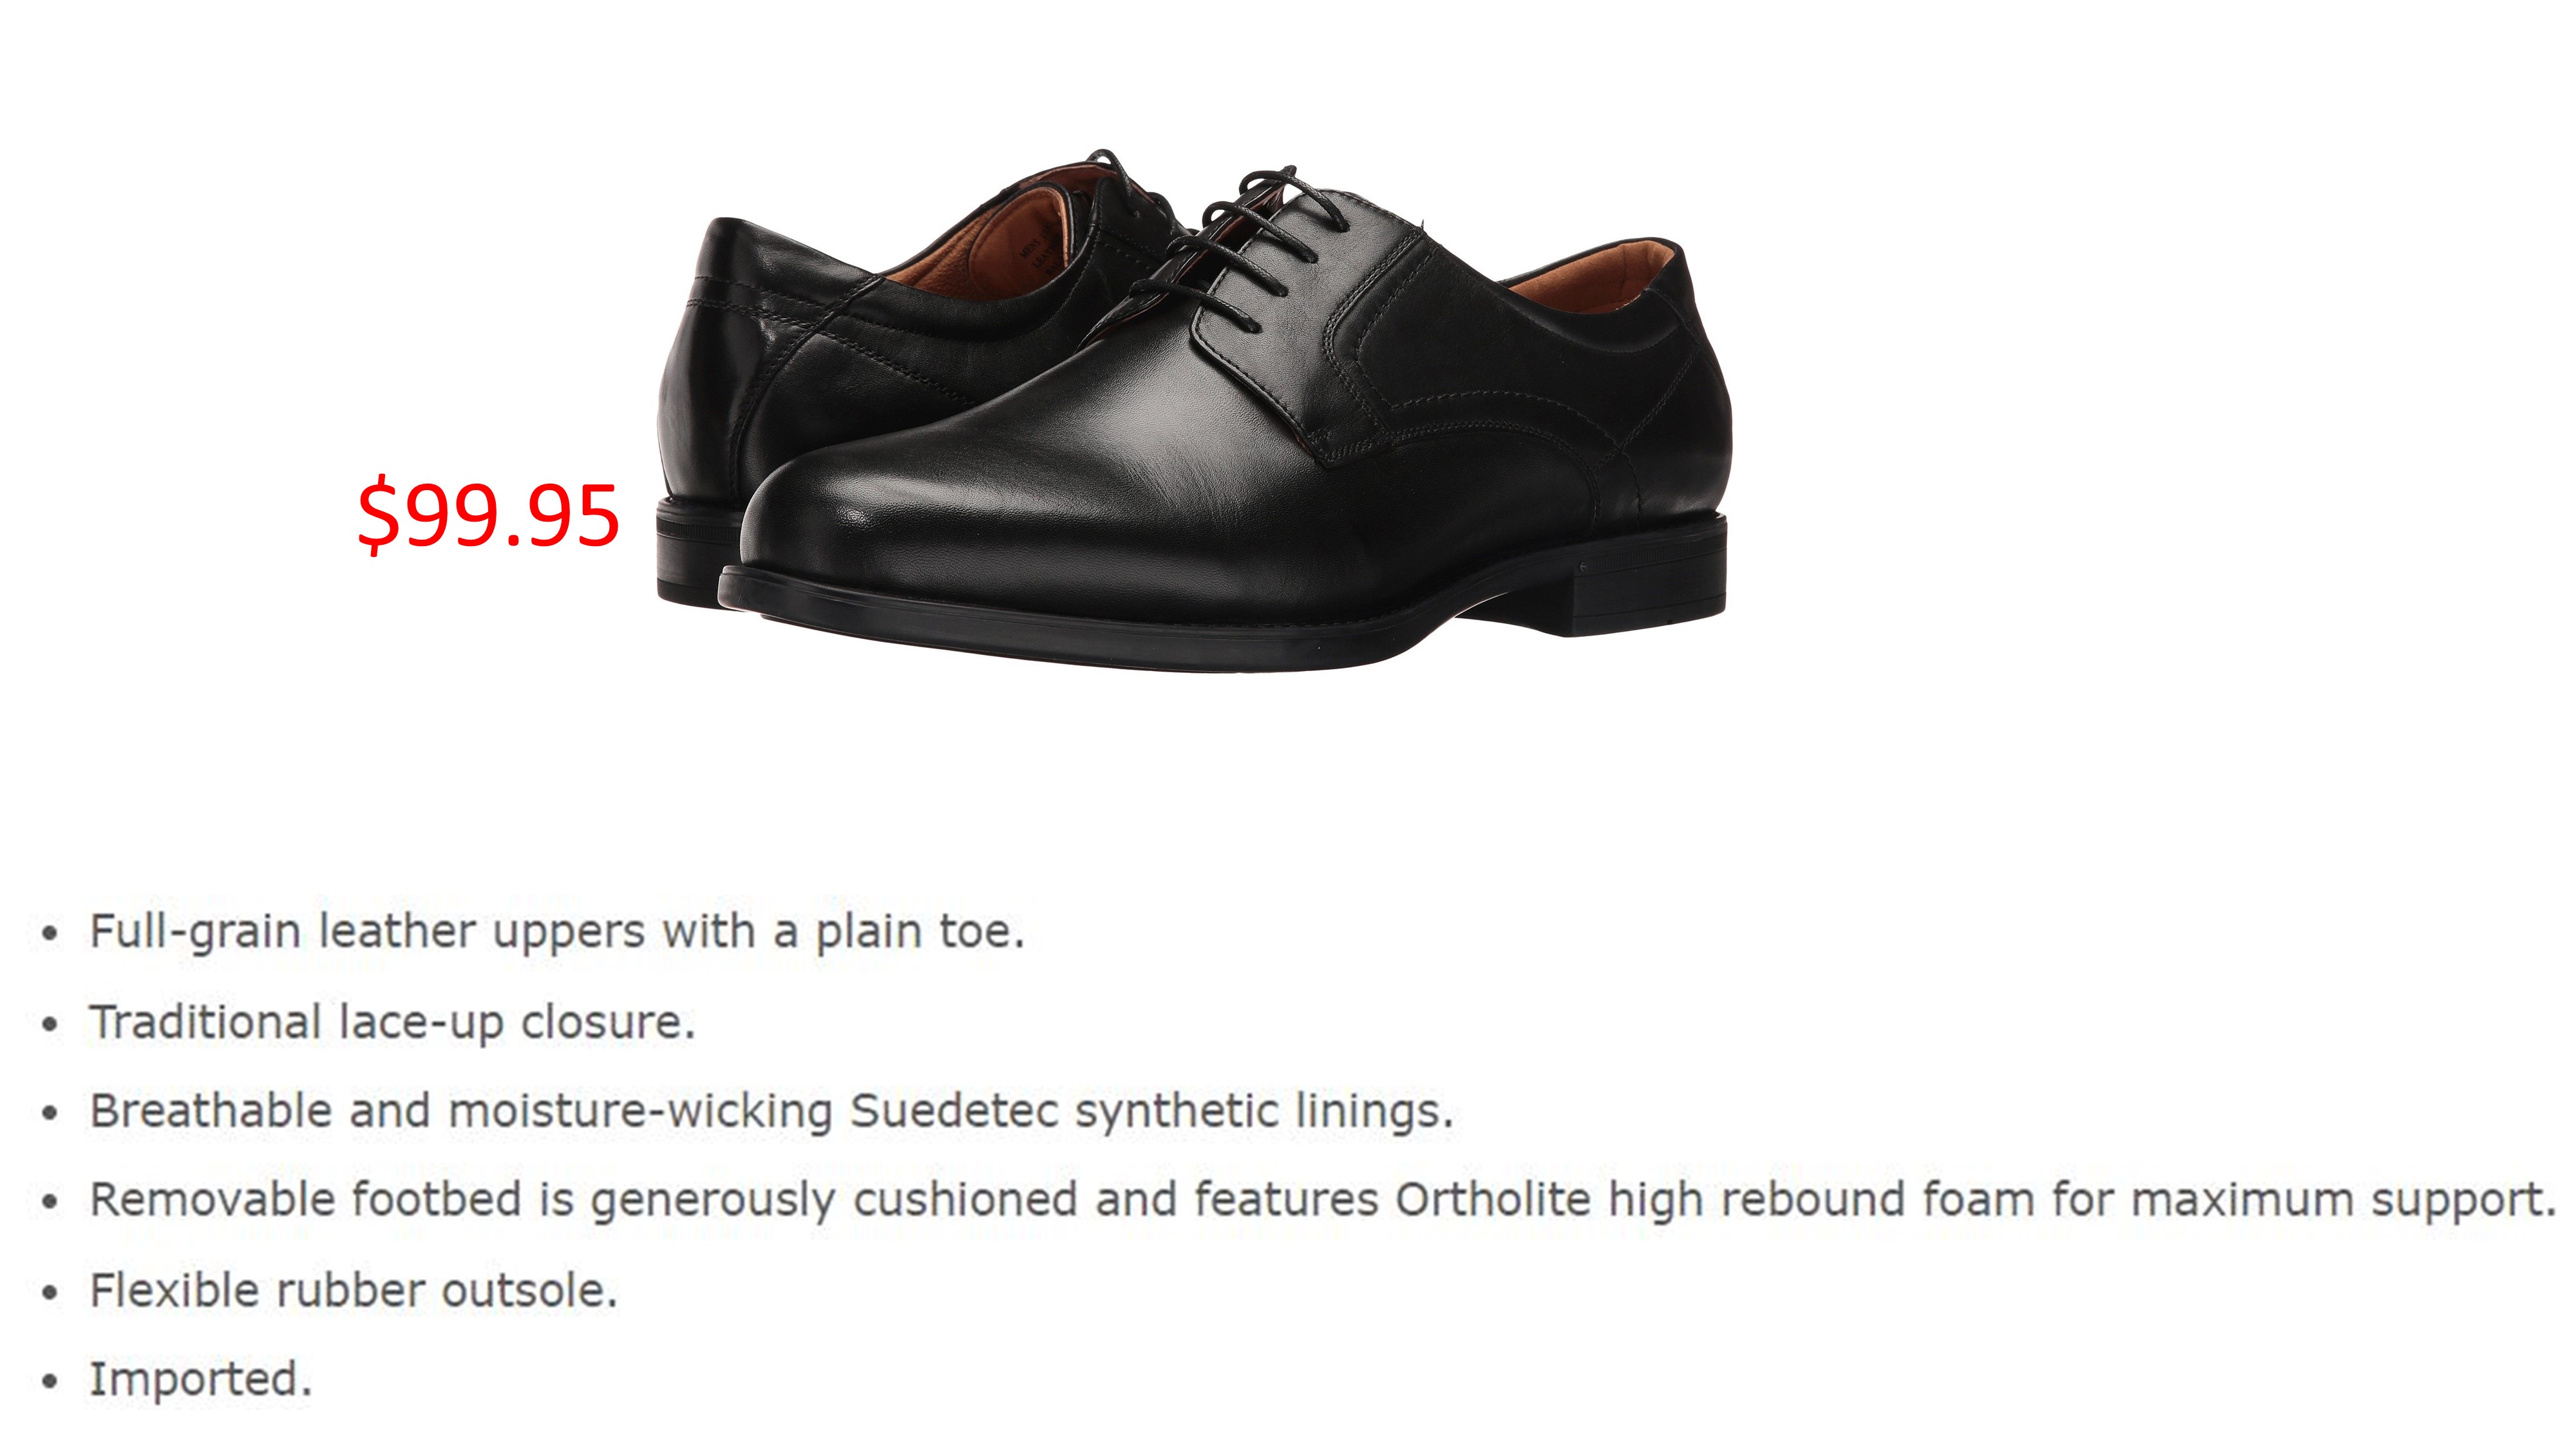 $99.95
• Full-grain leather uppers with a plain toe.
• Traditional lace-up closure.
• Breathable and moisture-wicking Suedetec synthetic linings.
• Removable footbed is generously cushioned and features Ortholite high rebound foam for maximum support.
• Flexible rubber outsole.
• Imported.